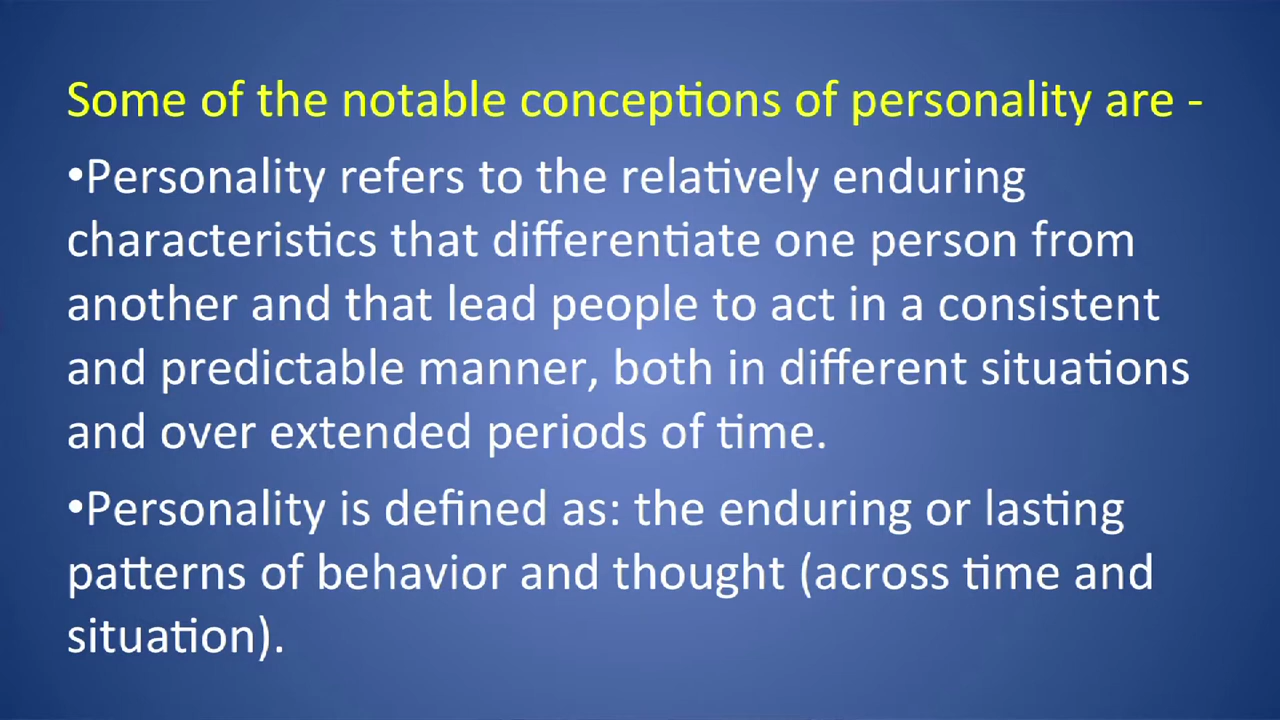 Some of the notable conceptions of personality are -
•Personality refers to the relatively enduring
characteristics that differentiate one person from
another and that lead people to act in a consistent
and predictable manner, both in different situations
and over extended periods of time.
•Personality is defined as: the enduring or lasting
patterns of behavior and thought (across time and
situation).